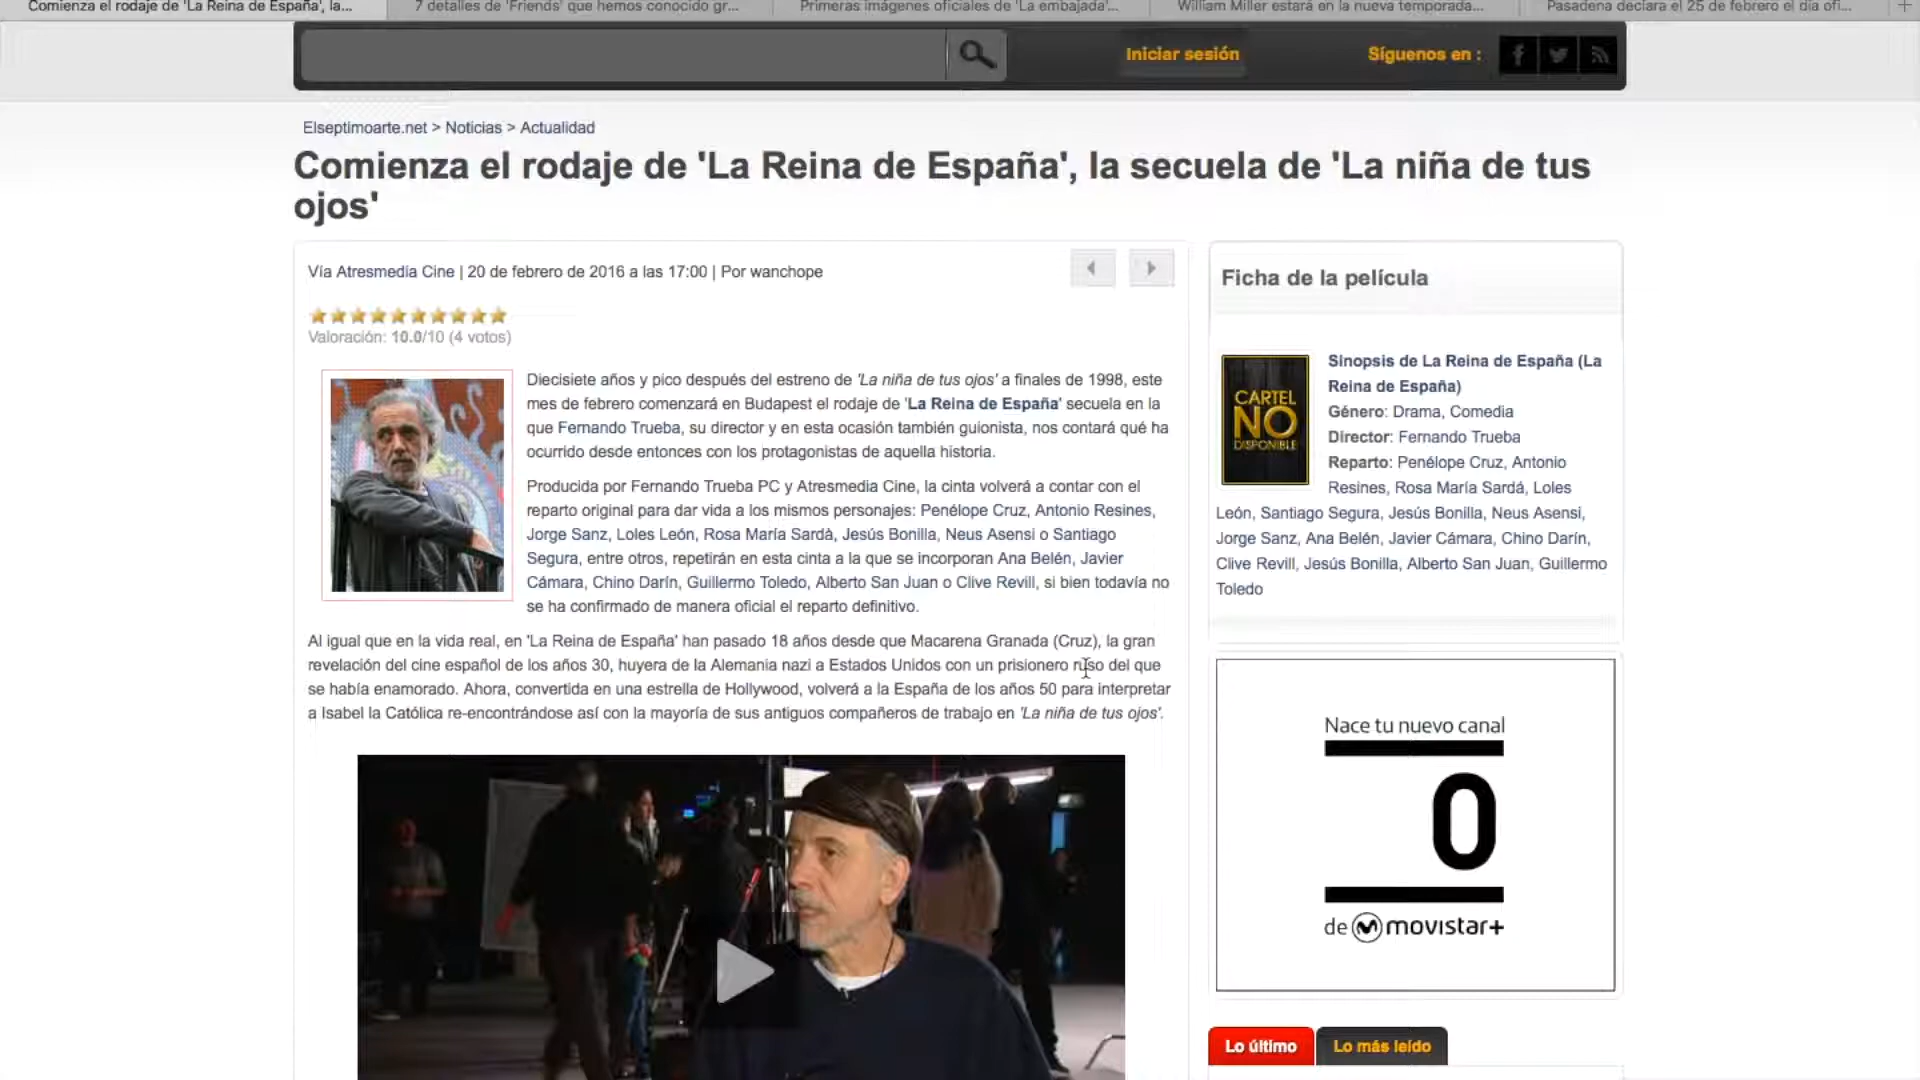 Comienza el rodaje de 'La Reina de España', la...
7 detalles de 'Friends' que hemos conocido gr...
Primeras imágenes oficiales de 'La embajada'...
William Miller estará en la nueva temporada...
Pasadena declara el 25 de febrero el día ofi...
Iniciar sesión
Síguenos en :
Elseptimoarte.net > Noticias > Actualidad
Comienza el rodaje de 'La Reina de España', la secuela de 'La niña de tus
ojos'
Vía Atresmedia Cine | 20 de febrero de 2016 a las 17:00 | Por wanchope
Valoración: 10.0/10 (4 votos)
Diecisiete años y pico después del estreno de 'La niña de tus ojos' a finales de 1998, este
mes de febrero comenzará en Budapest el rodaje de 'La Reina de España' secuela en la
que Fernando Trueba, su director y en esta ocasión también guionista, nos contará qué ha
ocurrido desde entonces con los protagonistas de aquella historia.
Producida por Fernando Trueba PC y Atresmedia Cine, la cinta volverá a contar con el
reparto original para dar vida a los mismos personajes: Penélope Cruz, Antonio Resines,
Jorge Sanz, Loles León, Rosa María Sardà, Jesús Bonilla, Neus Asensi o Santiago
Segura, entre otros, repetirán en esta cinta a la que se incorporan Ana Belén, Javier
Cámara, Chino Darín, Guillermo Toledo, Alberto San Juan o Clive Revill, si bien todavía no
se ha confirmado de manera oficial el reparto definitivo.
Al igual que en la vida real, en 'La Reina de España' han pasado 18 años desde que Macarena Granada (Cruz), la gran
revelación del cine español de los años 30, huyera de la Alemania nazi a Estados Unidos con un prisionero ruso del que
se había enamorado. Ahora, convertida en una estrella de Hollywood, volverá a la España de los años 50 para interpretar
a Isabel la Católica re-encontrándose así con la mayoría de sus antiguos compañeros de trabajo en 'La niña de tus ojos'.
Ficha de la película
CARTEL
NO
DISPONIBLE
Sinopsis de La Reina de España (La
Reina de España)
Género: Drama, Comedia
Director: Fernando Trueba
Reparto: Penélope Cruz, Antonio
Resines, Rosa María Sardá, Loles
León, Santiago Segura, Jesús Bonilla, Neus Asensi,
Jorge Sanz, Ana Belén, Javier Cámara, Chino Darín,
Clive Revill, Jesús Bonilla, Alberto San Juan, Guillermo
Toledo
Nace tu nuevo canal
0
de movistar+
Lo último
Lo más leído